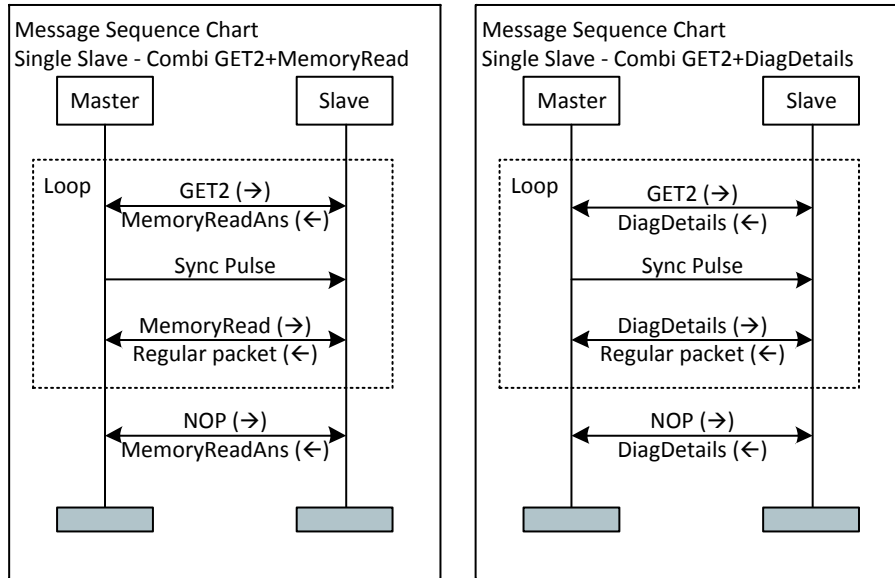 Message Sequence Chart
Single Slave - Combi GET2+MemoryRead
Master
Slave
Loop
GET2 (→)
MemoryReadAns (←)
Sync Pulse
MemoryRead (→)
Regular packet (←)
NOP (→)
MemoryReadAns (←)
Message Sequence Chart
Single Slave - Combi GET2+DiagDetails
Master
Slave
Loop
GET2 (→)
DiagDetails (←)
Sync Pulse
DiagDetails (→)
Regular packet (←)
NOP (→)
DiagDetails (←)